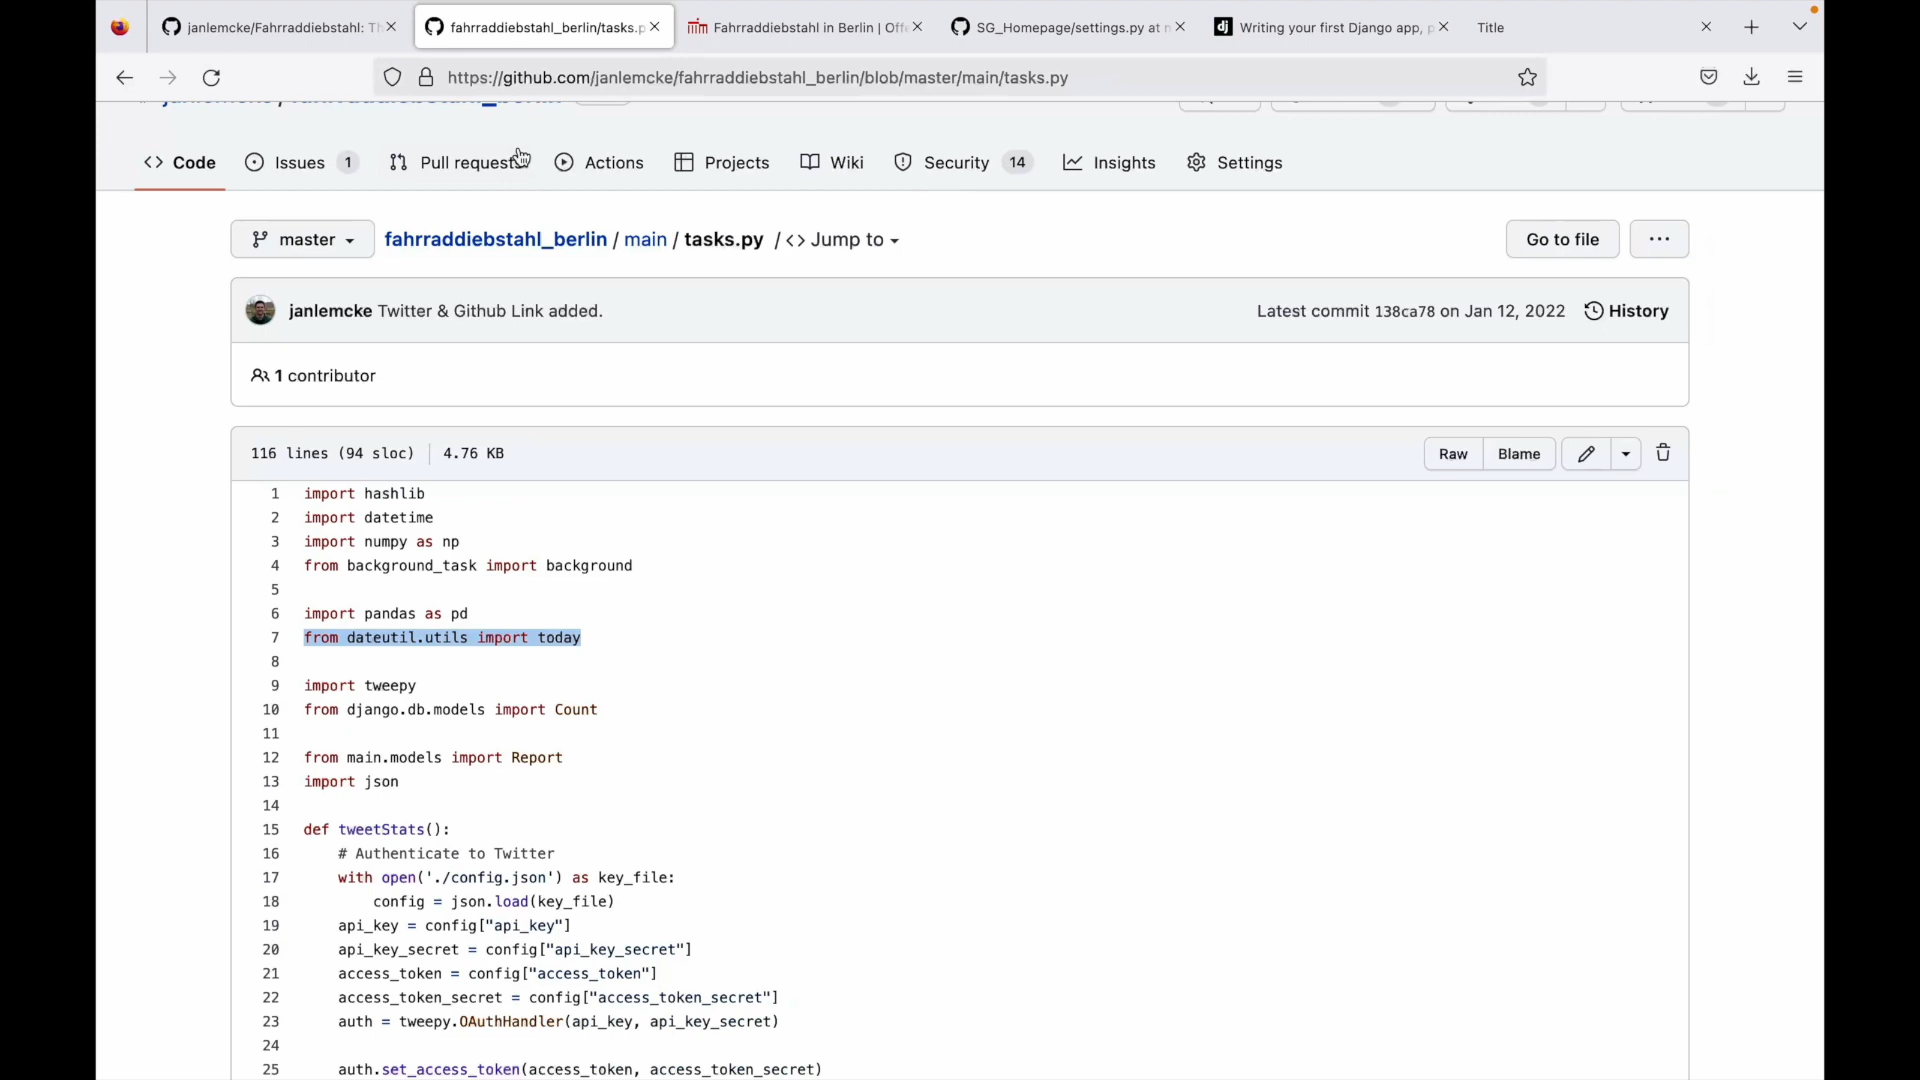 janlemcke/Fahrraddiebstahl: Th
fahrraddiebstahl_berlin/tasks.p
Fahrraddiebstahl in Berlin | Offe
SG_Homepage/settings.py at
Writing your first Django app, p
Title
https://github.com/janlemcke/fahrraddiebstahl_berlin/blob/master/main/tasks.py
janlemcke / fahrraddiebstahl_berlin
Code
Issues 1
Pull requests
Actions
Projects
Wiki
Security 14
Insights
Settings
master
fahrraddiebstahl_berlin / main / tasks.py / <> Jump to
Go to file
...
janlemcke Twitter & Github Link added.
Latest commit 138ca78 on Jan 12, 2022
History
1 contributor
116 lines (94 sloc) 4.76 KB
Raw
Blame
1 import hashlib
2 import datetime
3 import numpy as np
4 from background_task import background
5
6 import pandas as pd
7 from dateutil.utils import today
8
9 import tweepy
10 from django.db.models import Count
11
12 from main.models import Report
13 import json
14
15 def tweetStats():
16 # Authenticate to Twitter
17 with open('./config.json') as key_file:
18 config = json.load(key_file)
19 api_key = config["api_key"]
20 api_key_secret = config["api_key_secret"]
21 access_token = config["access_token"]
22 access_token_secret = config["access_token_secret"]
23 auth = tweepy.OAuthHandler(api_key, api_key_secret)
24
25 auth.set_access_token(access_token, access_token_secret)